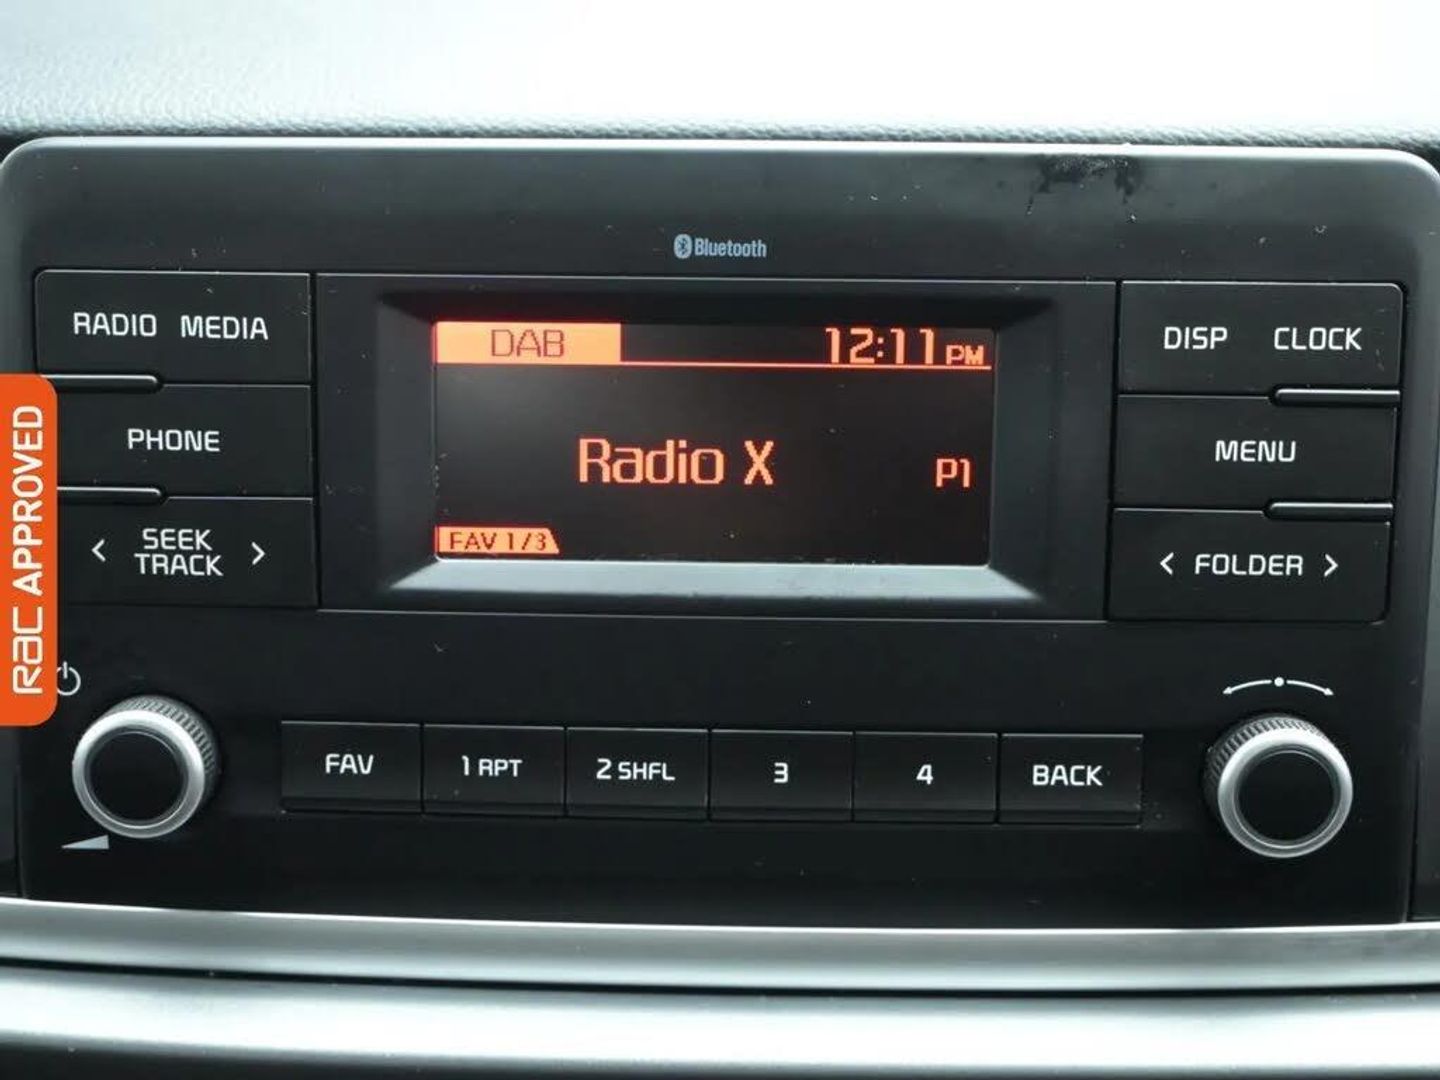 Bluetooth
RADIO MEDIA
DAB
12:11 PM
DISP CLOCK
PHONE
Radio X
P1
MENU
< SEEK
TRACK >
FAV 1/3
< FOLDER >
RAC APPROVED
FAV
1 RPT
2 SHFL
3
4
BACK